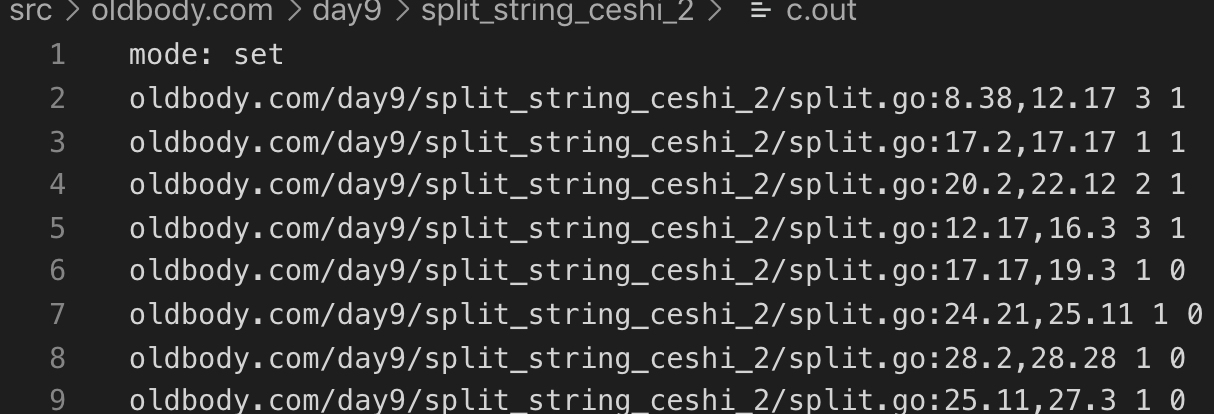 src > oldbody.com > day9 > split_string_ceshi_2 > c.out
1 mode: set
2 oldbody.com/day9/split_string_ceshi_2/split.go:8.38,12.17 3 1
3 oldbody.com/day9/split_string_ceshi_2/split.go:17.2,17.17 1 1
4 oldbody.com/day9/split_string_ceshi_2/split.go:20.2,22.12 2 1
5 oldbody.com/day9/split_string_ceshi_2/split.go:12.17,16.3 3 1
6 oldbody.com/day9/split_string_ceshi_2/split.go:17.17,19.3 1 0
7 oldbody.com/day9/split_string_ceshi_2/split.go:24.21,25.11 1 0
8 oldbody.com/day9/split_string_ceshi_2/split.go:28.2,28.28 1 0
9 oldbody.com/day9/split_string_ceshi_2/split.go:25.11,27.3 1 0